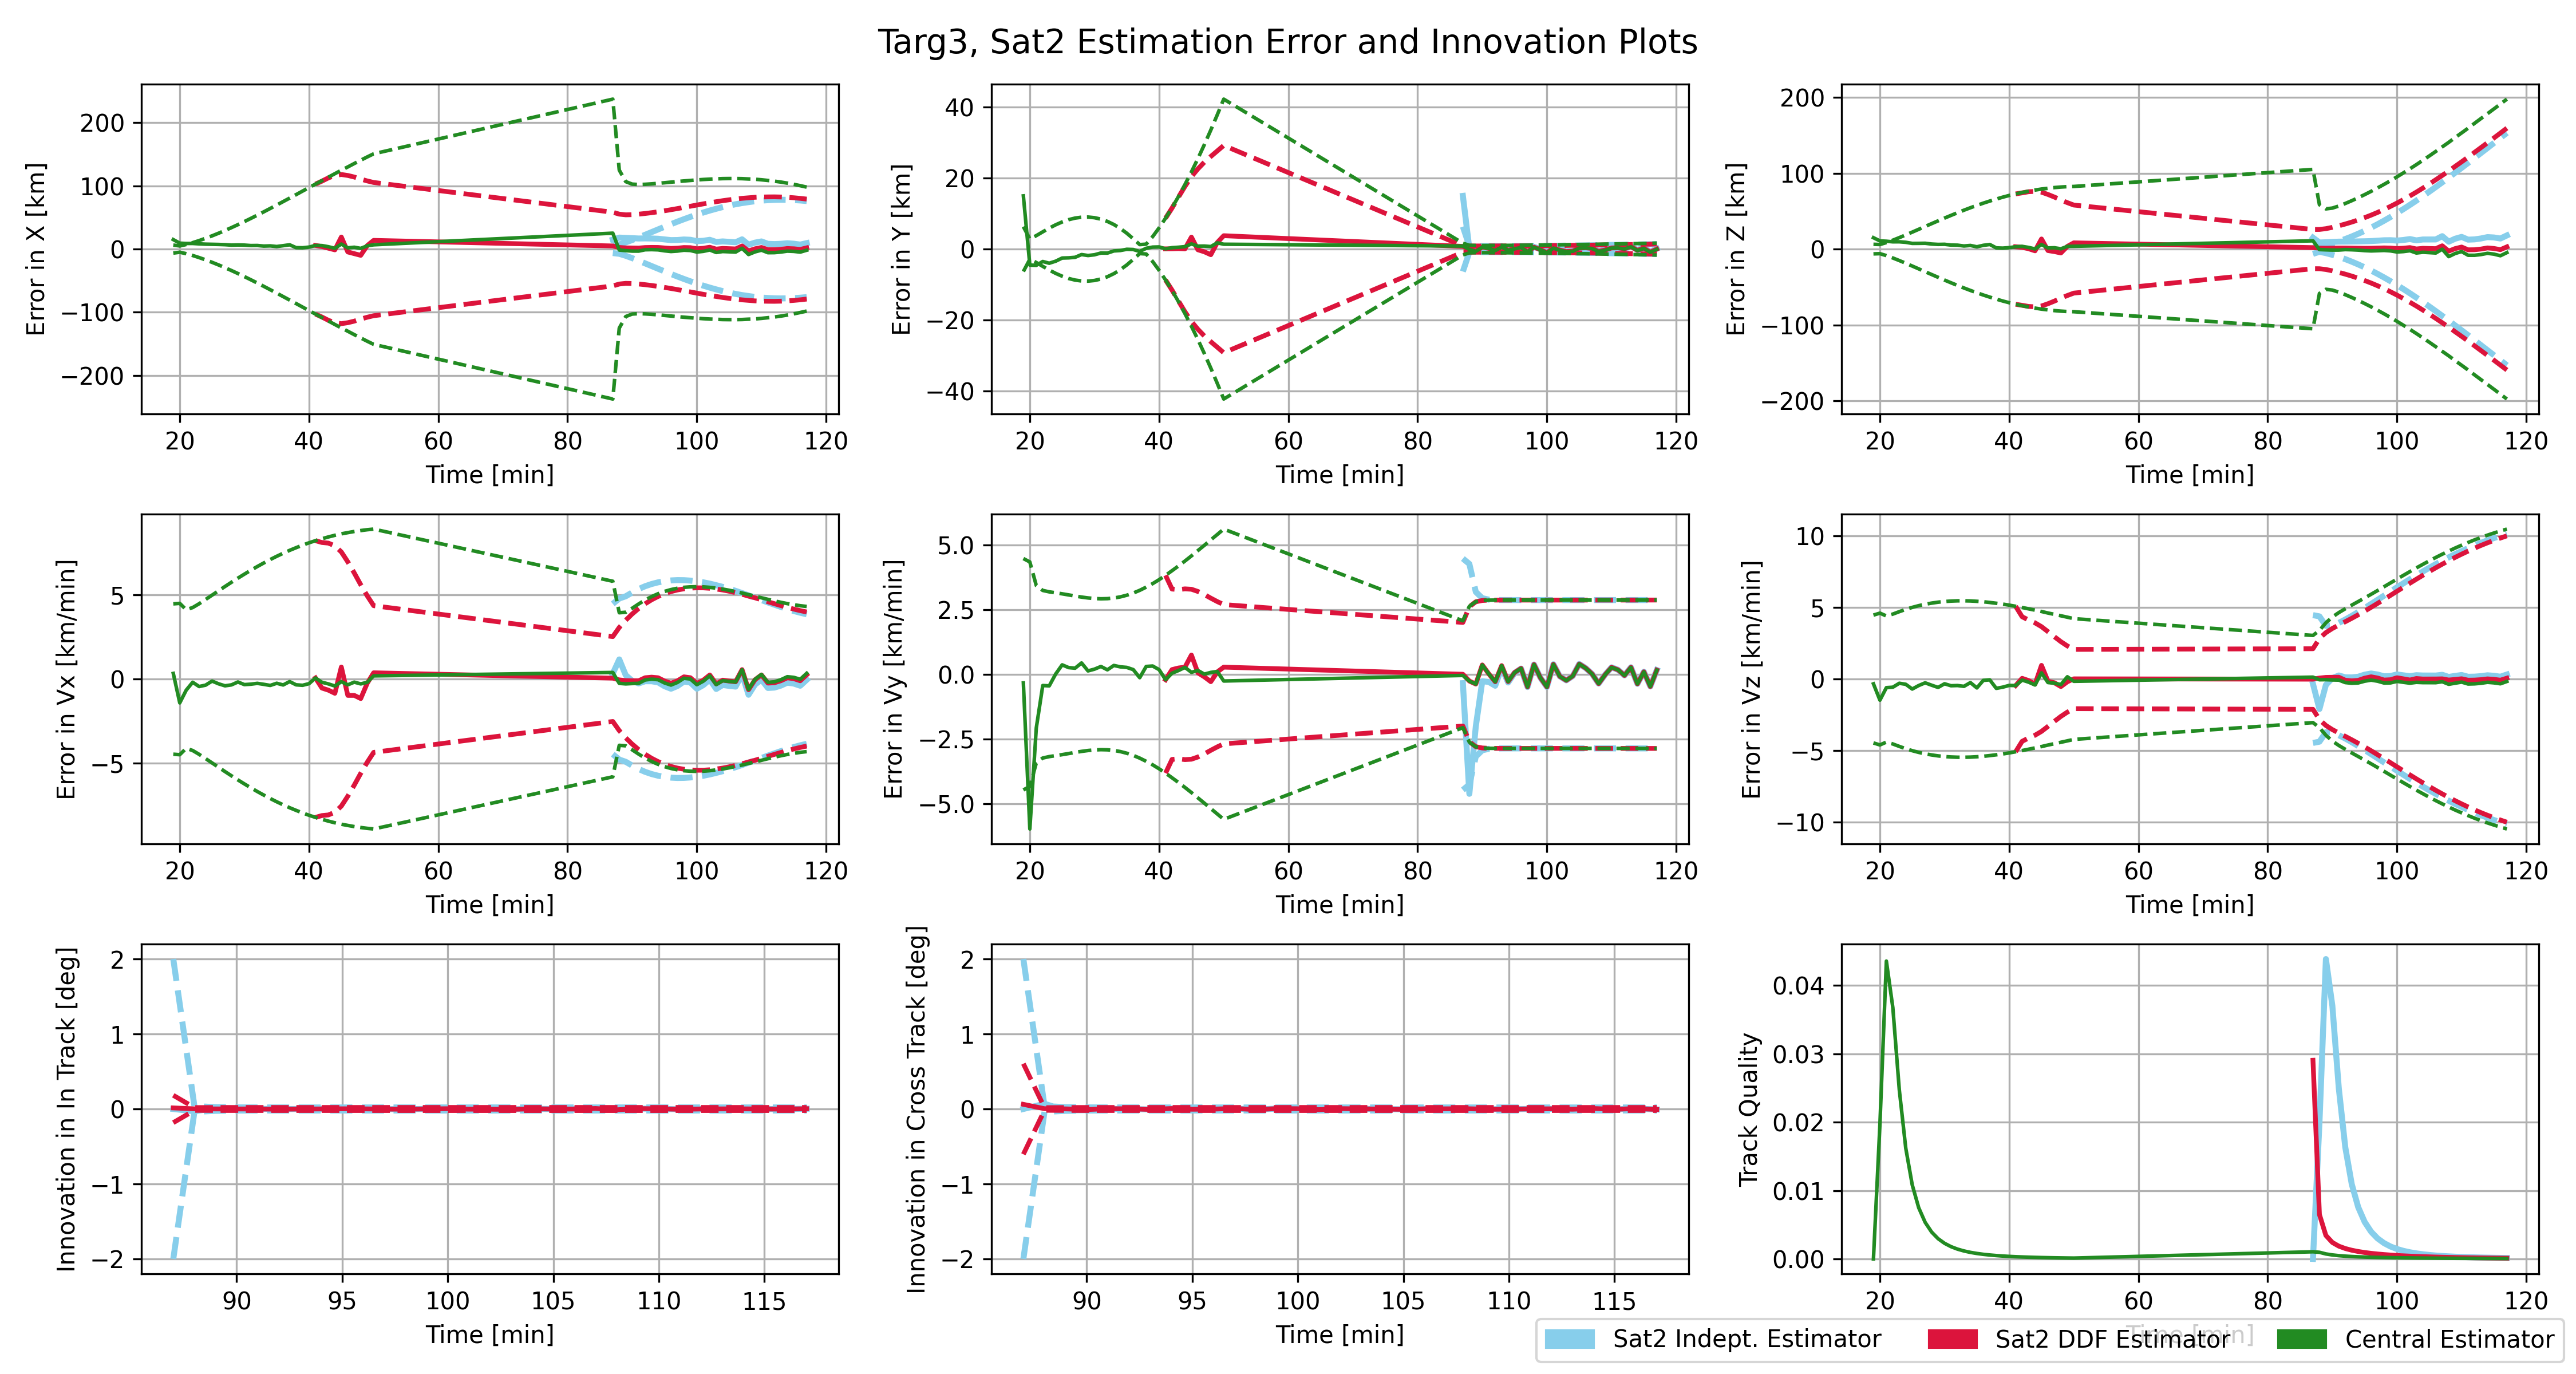 Targ3, Sat2 Estimation Error and Innovation Plots
Error in X [km]
200
100
0
−100
−200
20 40 60 80 100 120
Time [min]
Error in Y [km]
40
20
0
−20
−40
20 40 60 80 100 120
Time [min]
Error in Z [km]
200
100
0
−100
−200
20 40 60 80 100 120
Time [min]
Error in Vx [km/min]
5
0
−5
20 40 60 80 100 120
Time [min]
Error in Vy [km/min]
5.0
2.5
0.0
−2.5
−5.0
20 40 60 80 100 120
Time [min]
Error in Vz [km/min]
10
5
0
−5
−10
20 40 60 80 100 120
Time [min]
Innovation in In Track [deg]
2
1
0
−1
−2
90 95 100 105 110 115
Time [min]
Innovation in Cross Track [deg]
2
1
0
−1
−2
90 95 100 105 110 115
Time [min]
Track Quality
0.04
0.03
0.02
0.01
0.00
20 40 60 80 100 120
Time [min]
Sat2 Indept. Estimator Sat2 DDF Estimator Central Estimator